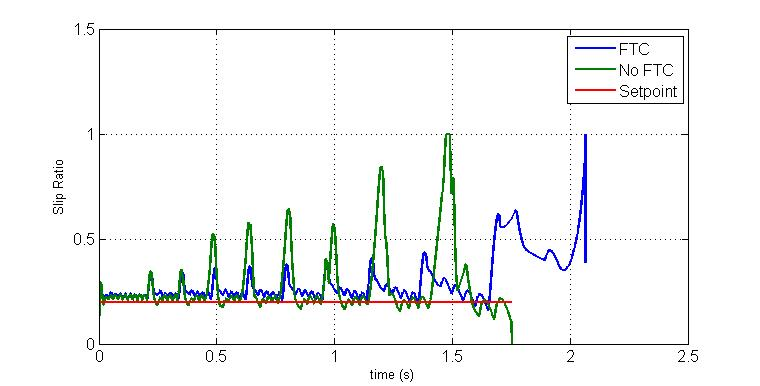 1.5
FTC
No FTC
Setpoint
1
Slip Ratio
0.5
0
0 0.5 1 1.5 2 2.5
time (s)